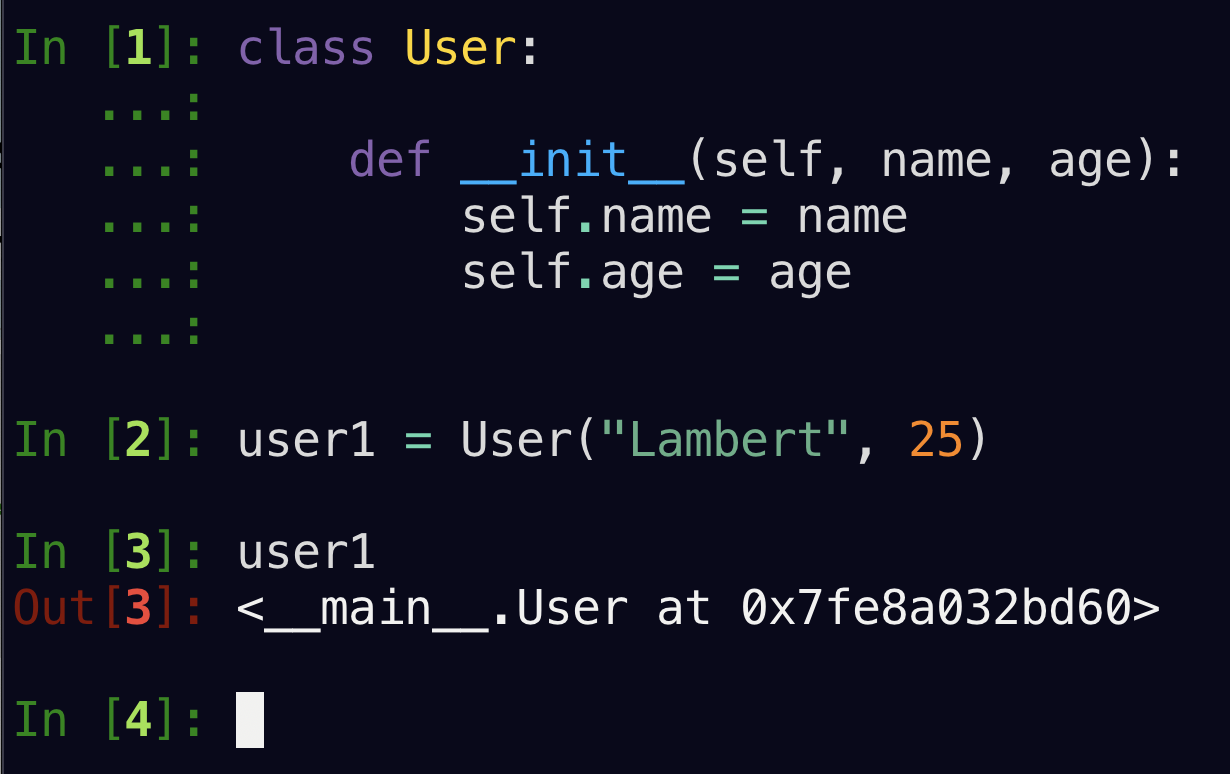 In [1]: class User:
   ...:
   ...:     def __init__(self, name, age):
   ...:         self.name = name
   ...:         self.age = age
   ...:
In [2]: user1 = User("Lambert", 25)
In [3]: user1
Out[3]: <__main__.User at 0x7fe8a032bd60>
In [4]: